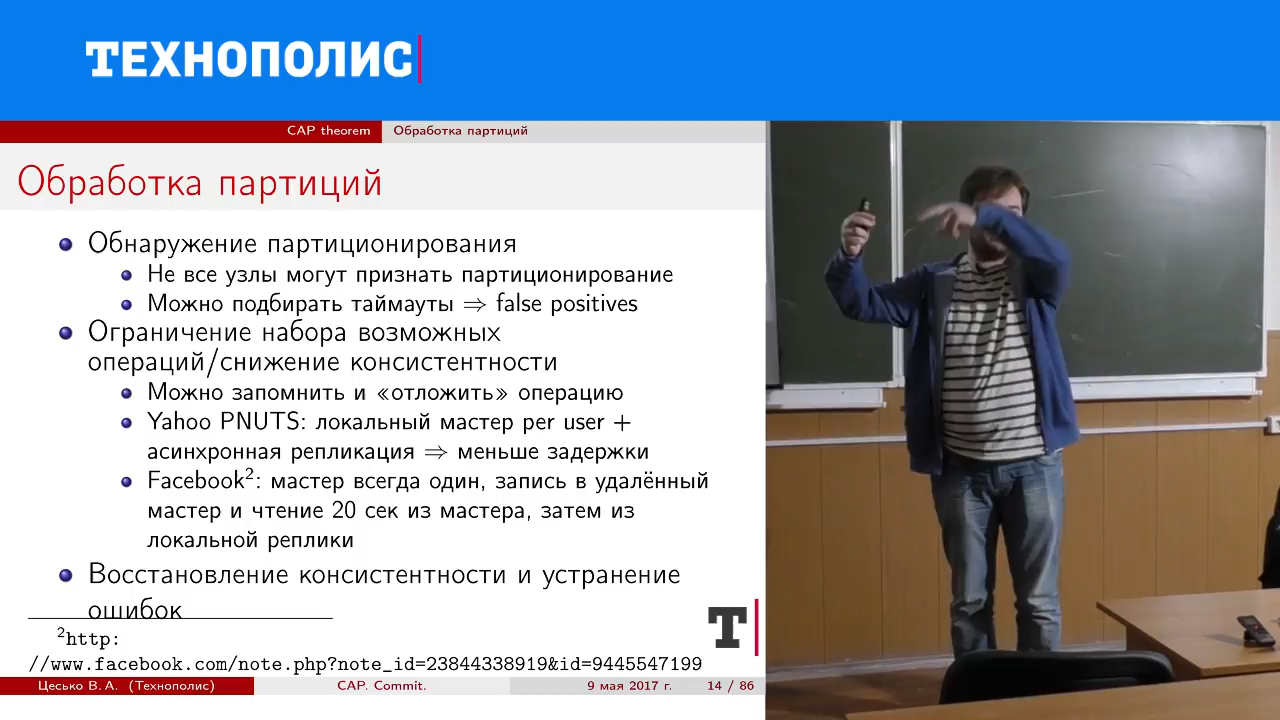 ТЕХНОПОЛИС
CAP theorem Обработка партиций
Обработка партиций
Обнаружение партиционирования
Не все узлы могут признать партиционирование
Можно подбирать таймауты ⇒ false positives
Ограничение набора возможных
операций/снижение консистентности
Можно запомнить и «отложить» операцию
Yahoo PNUTS: локальный мастер per user +
асинхронная репликация ⇒ меньше задержки
Facebook²: мастер всегда один, запись в удалённый
мастер и чтение 20 сек из мастера, затем из
локальной реплики
Восстановление консистентности и устранение
ошибок
²http:
//www.facebook.com/note.php?note_id=23844338919&id=9445547199
Т
Цесько В. А. (Технополис) CAP. Commit. 9 мая 2017 г. 14 / 86